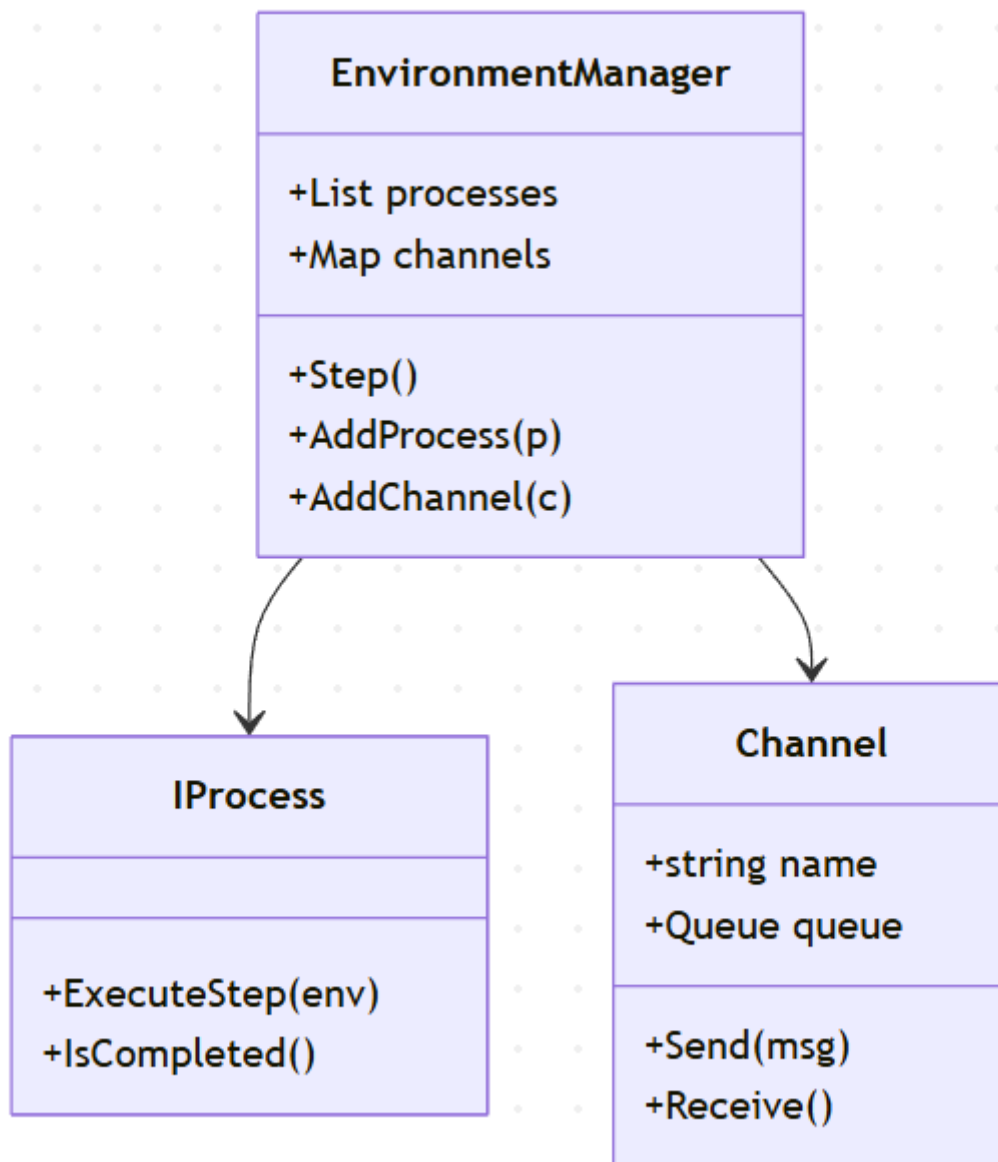 EnvironmentManager
+List processes
+Map channels
+Step()
+AddProcess(p)
+AddChannel(c)
IProcess
+ExecuteStep(env)
+IsCompleted()
Channel
+string name
+Queue queue
+Send(msg)
+Receive()